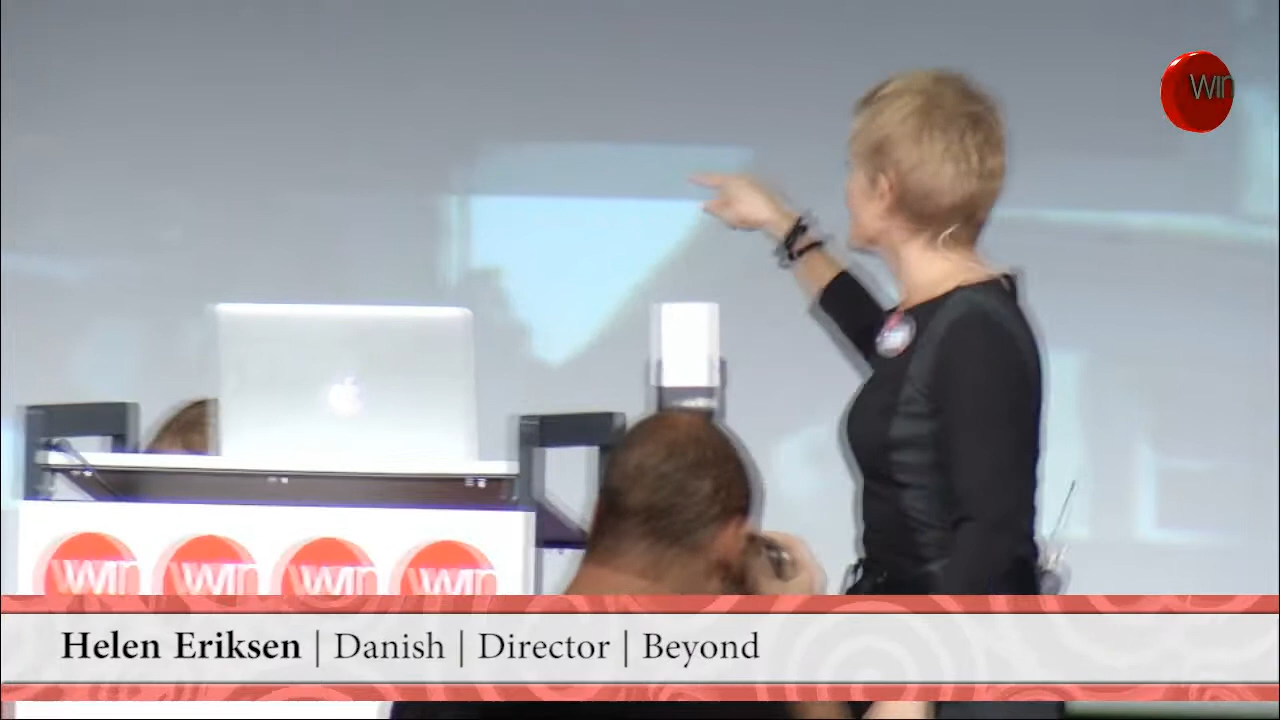 win
win win win win
Helen Eriksen | Danish | Director | Beyond